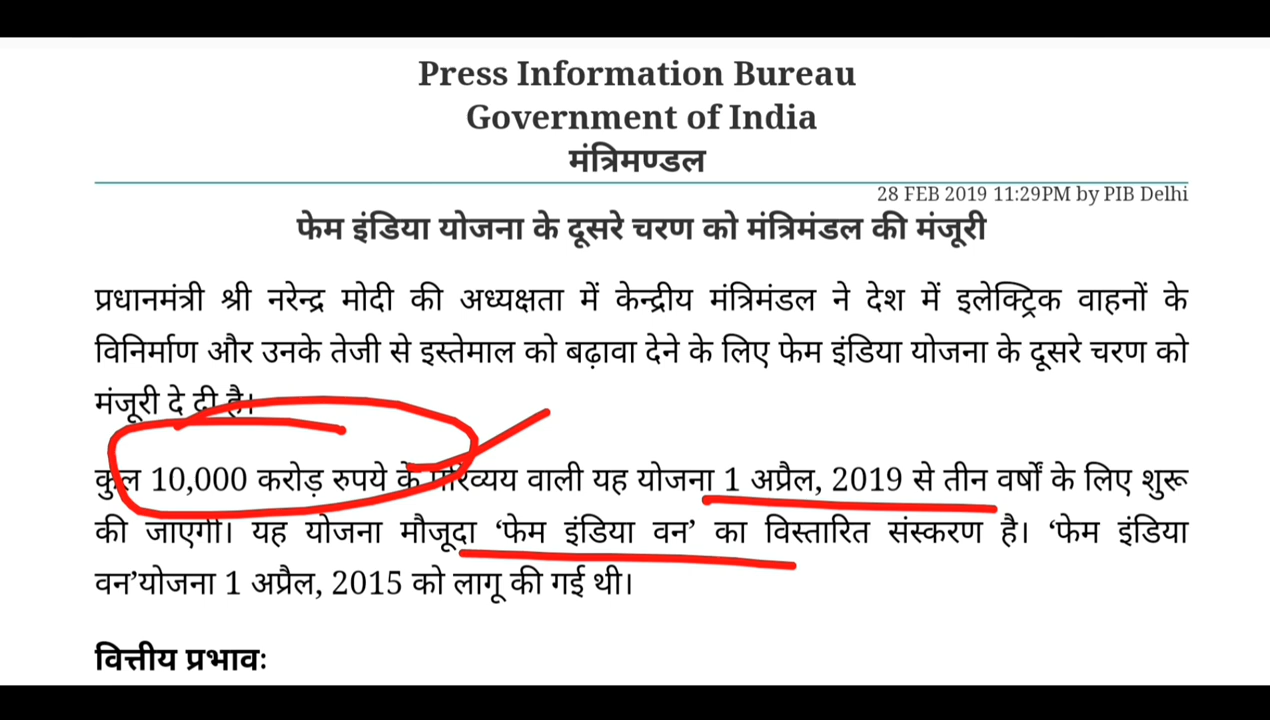 Press Information Bureau
Government of India
मंत्रिमण्डल
28 FEB 2019 11:29PM by PIB Delhi
फेम इंडिया योजना के दूसरे चरण को मंत्रिमंडल की मंजूरी
प्रधानमंत्री श्री नरेन्द्र मोदी की अध्यक्षता में केन्द्रीय मंत्रिमंडल ने देश में इलेक्ट्रिक वाहनों के
विनिर्माण और उनके तेजी से इस्तेमाल को बढ़ावा देने के लिए फेम इंडिया योजना के दूसरे चरण को
मंजूरी दे दी है।
कुल 10,000 करोड़ रुपये के परिव्यय वाली यह योजना 1 अप्रैल, 2019 से तीन वर्षों के लिए शुरू
की जाएगी। यह योजना मौजूदा ‘फेम इंडिया वन’ का विस्तारित संस्करण है। ‘फेम इंडिया
वन’योजना 1 अप्रैल, 2015 को लागू की गई थी।
वित्तीय प्रभावः